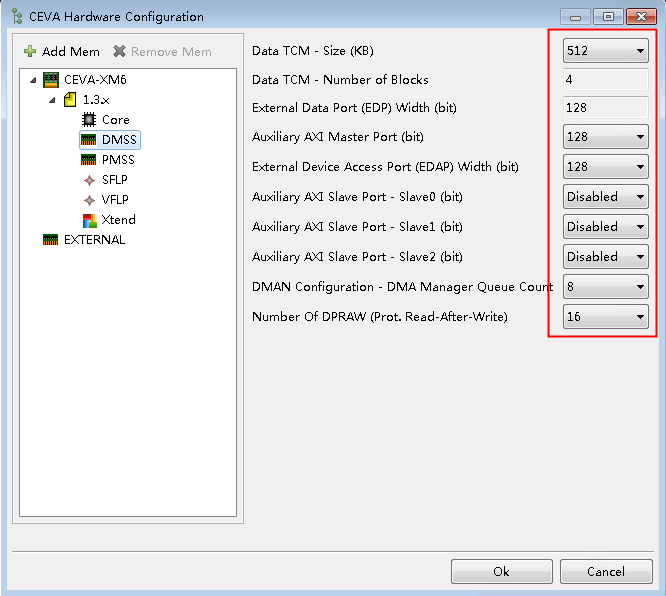 CEVA Hardware Configuration
Add Mem Remove Mem
CEVA-XM6
1.3.x
Core
DMSS
PMSS
SFLP
VFLP
Xtend
EXTERNAL
Data TCM - Size (KB) 512
Data TCM - Number of Blocks 4
External Data Port (EDP) Width (bit) 128
Auxiliary AXI Master Port (bit) 128
External Device Access Port (EDAP) Width (bit) 128
Auxiliary AXI Slave Port - Slave0 (bit) Disabled
Auxiliary AXI Slave Port - Slave1 (bit) Disabled
Auxiliary AXI Slave Port - Slave2 (bit) Disabled
DMAN Configuration - DMA Manager Queue Count 8
Number Of DPRAW (Prot. Read-After-Write) 16
Ok Cancel